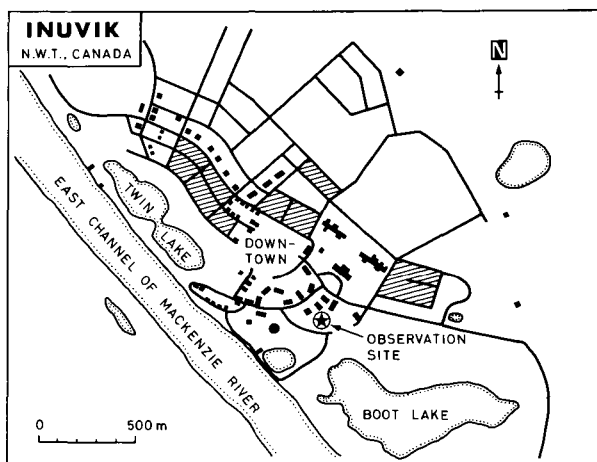 INUVIK
N.W.T., CANADA
N
TWIN
LAKE
EAST CHANNEL OF MACKENZIE RIVER
DOWN-
TOWN
OBSERVATION
SITE
BOOT LAKE
0 500 m